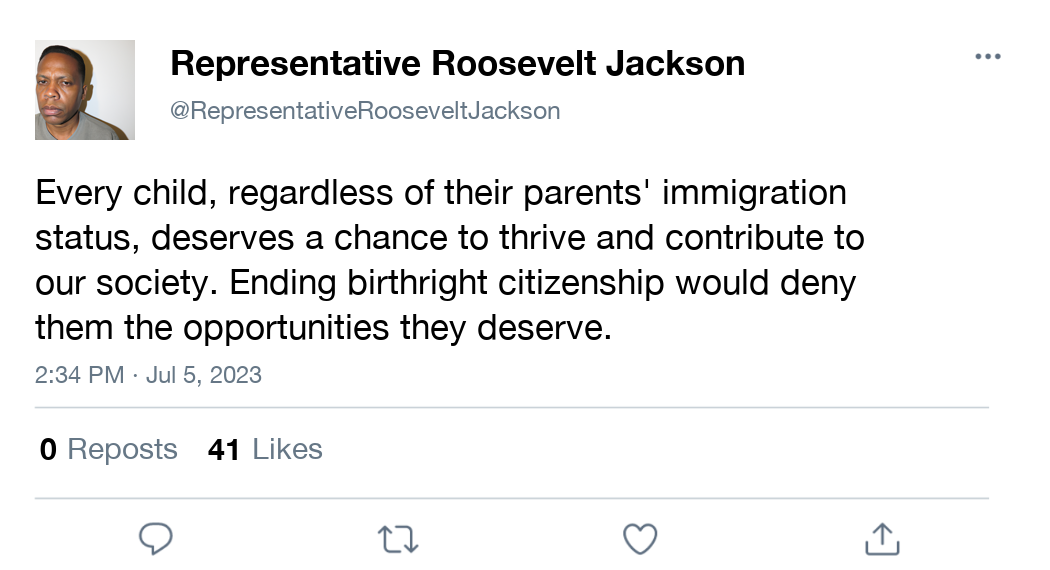 Representative Roosevelt Jackson
@RepresentativeRooseveltJackson
Every child, regardless of their parents' immigration
status, deserves a chance to thrive and contribute to
our society. Ending birthright citizenship would deny
them the opportunities they deserve.
2:34 PM · Jul 5, 2023
0 Reposts 41 Likes